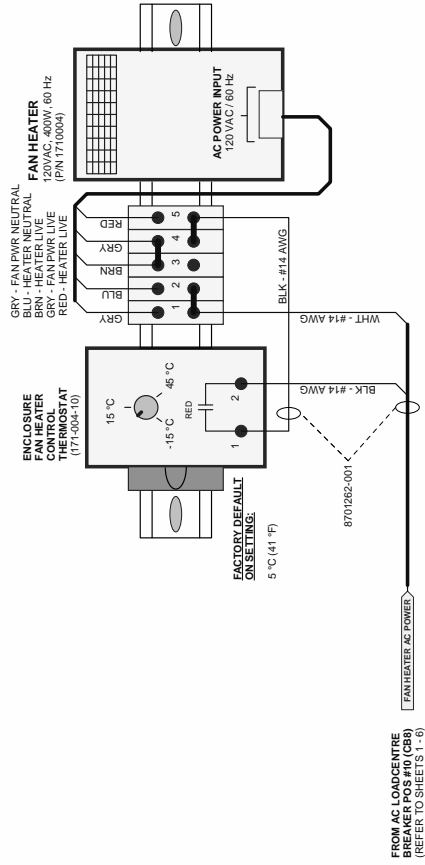 FAN HEATER
120VAC, 400W, 60 Hz
(P/N 1710004)
AC POWER INPUT
120 VAC / 60 Hz
GRY - FAN PWR NEUTRAL
BLU - HEATER NEUTRAL
BRN - HEATER LIVE
GRY - FAN PWR LIVE
RED - HEATER LIVE
GRY
BLU
BRN
GRY
RED
1
2
3
4
5
BLK - #14 AWG
WHT - #14 AWG
BLK - #14 AWG
ENCLOSURE
FAN HEATER
CONTROL
THERMOSTAT
(171-004-10)
15 °C
-15 °C
45 °C
RED
1
2
FACTORY DEFAULT
ON SETTING:
5 °C (41 °F)
8701262-001
FAN HEATER AC POWER
FROM AC LOADCENTRE
BREAKER POS #10 (CB8)
(REFER TO SHEETS 1 - 6)